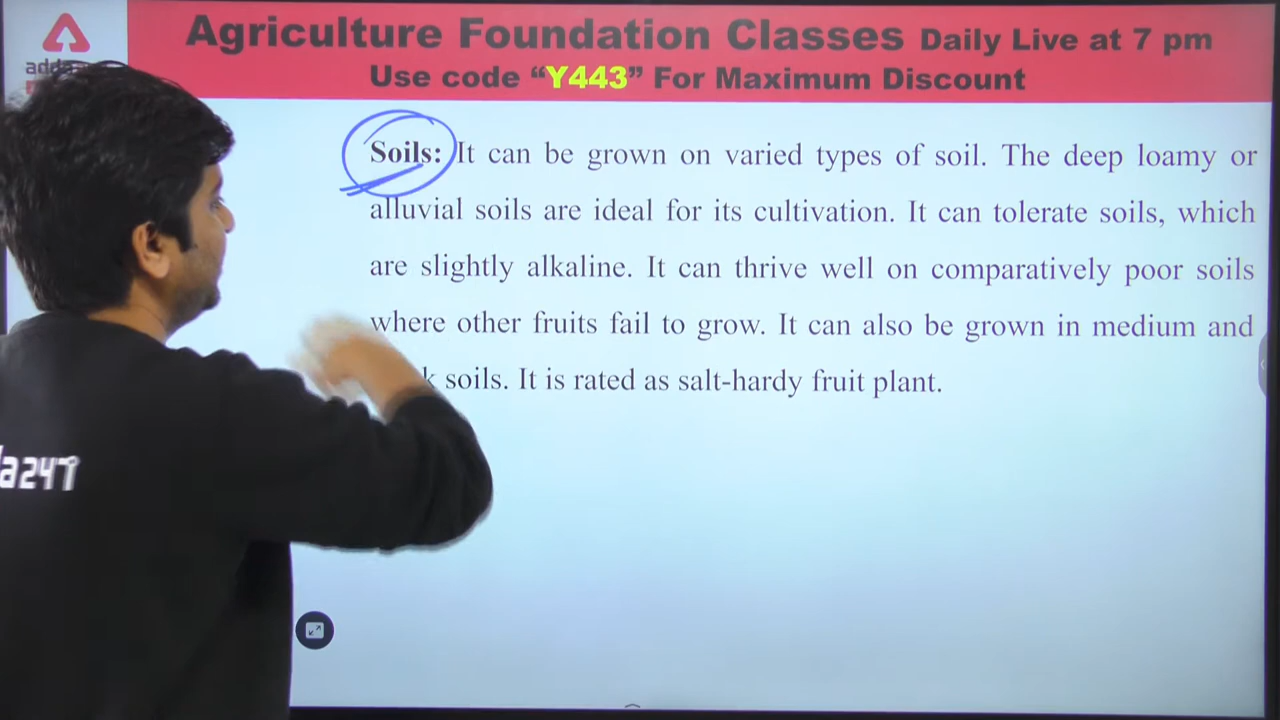 Agriculture Foundation Classes Daily Live at 7 pm
Use code “Y443” For Maximum Discount
Soils: It can be grown on varied types of soil. The deep loamy or
alluvial soils are ideal for its cultivation. It can tolerate soils, which
are slightly alkaline. It can thrive well on comparatively poor soils
where other fruits fail to grow. It can also be grown in medium and
soils. It is rated as salt-hardy fruit plant.
a247